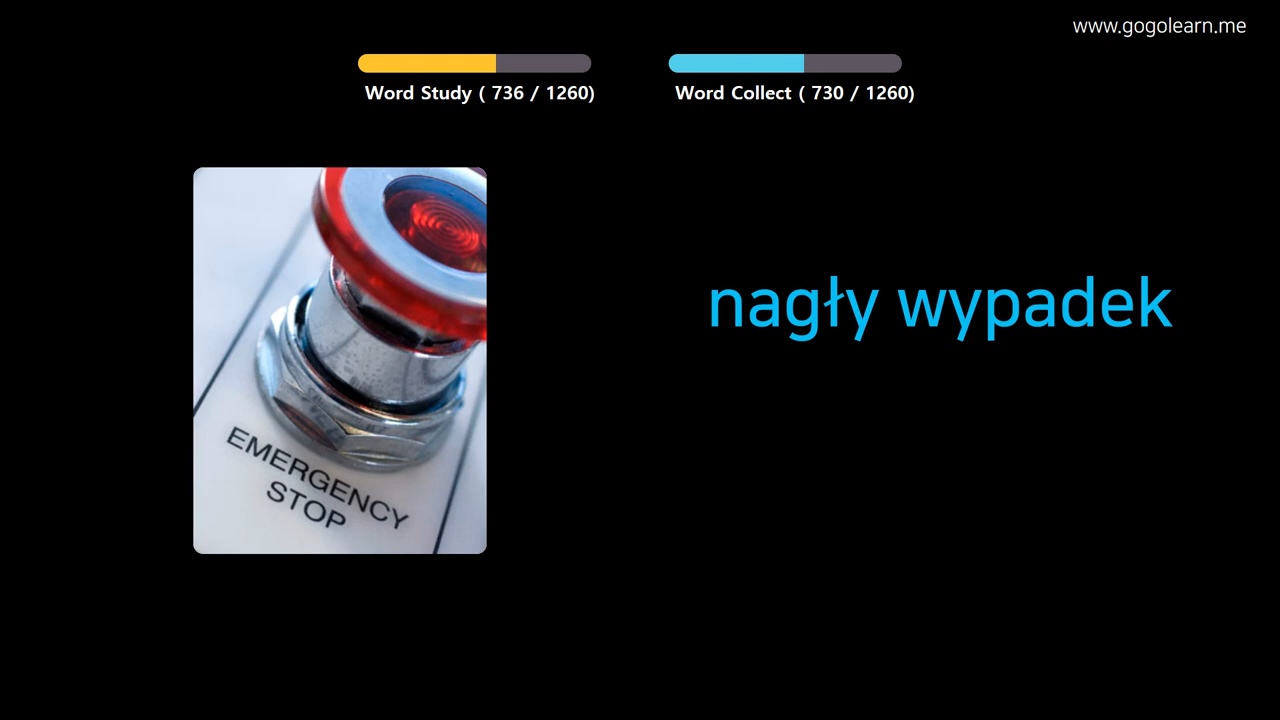 www.gogolearn.me
Word Study ( 736 / 1260)
Word Collect ( 730 / 1260)
nagły wypadek
EMERGENCY
STOP